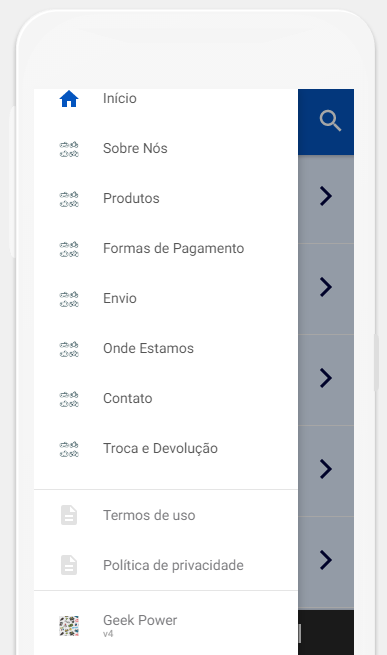 Início
Sobre Nós
Produtos
Formas de Pagamento
Envio
Onde Estamos
Contato
Troca e Devolução
Termos de uso
Política de privacidade
Geek Power
v4